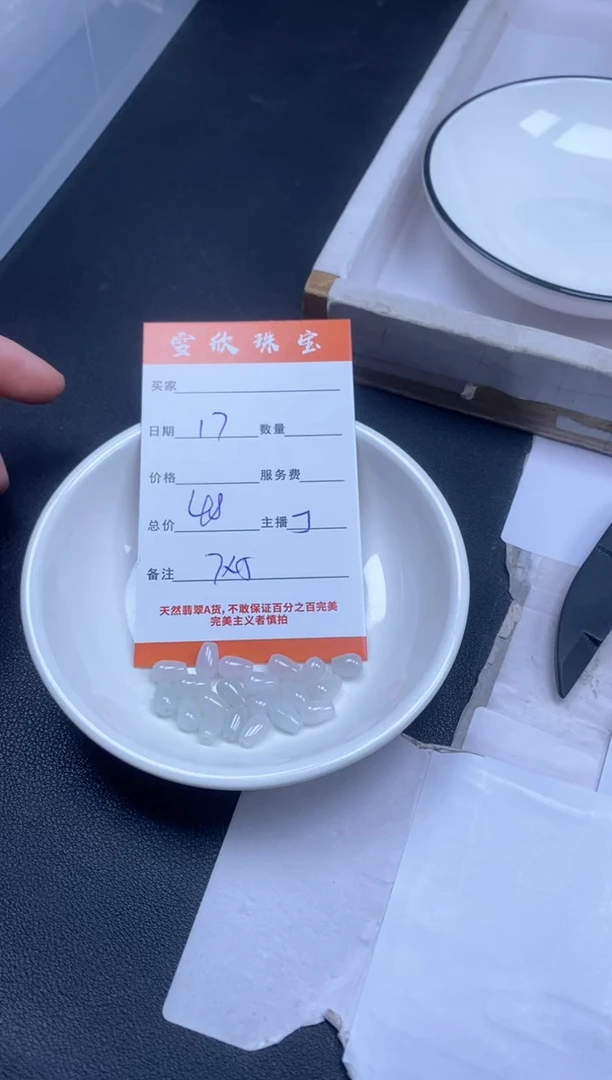 雯欣珠宝
买家
日期 17 数量
价格 服务费
总价 48 主播
备注 7x5
天然翡翠A货，不敢保证百分之百完美
完美主义者慎拍